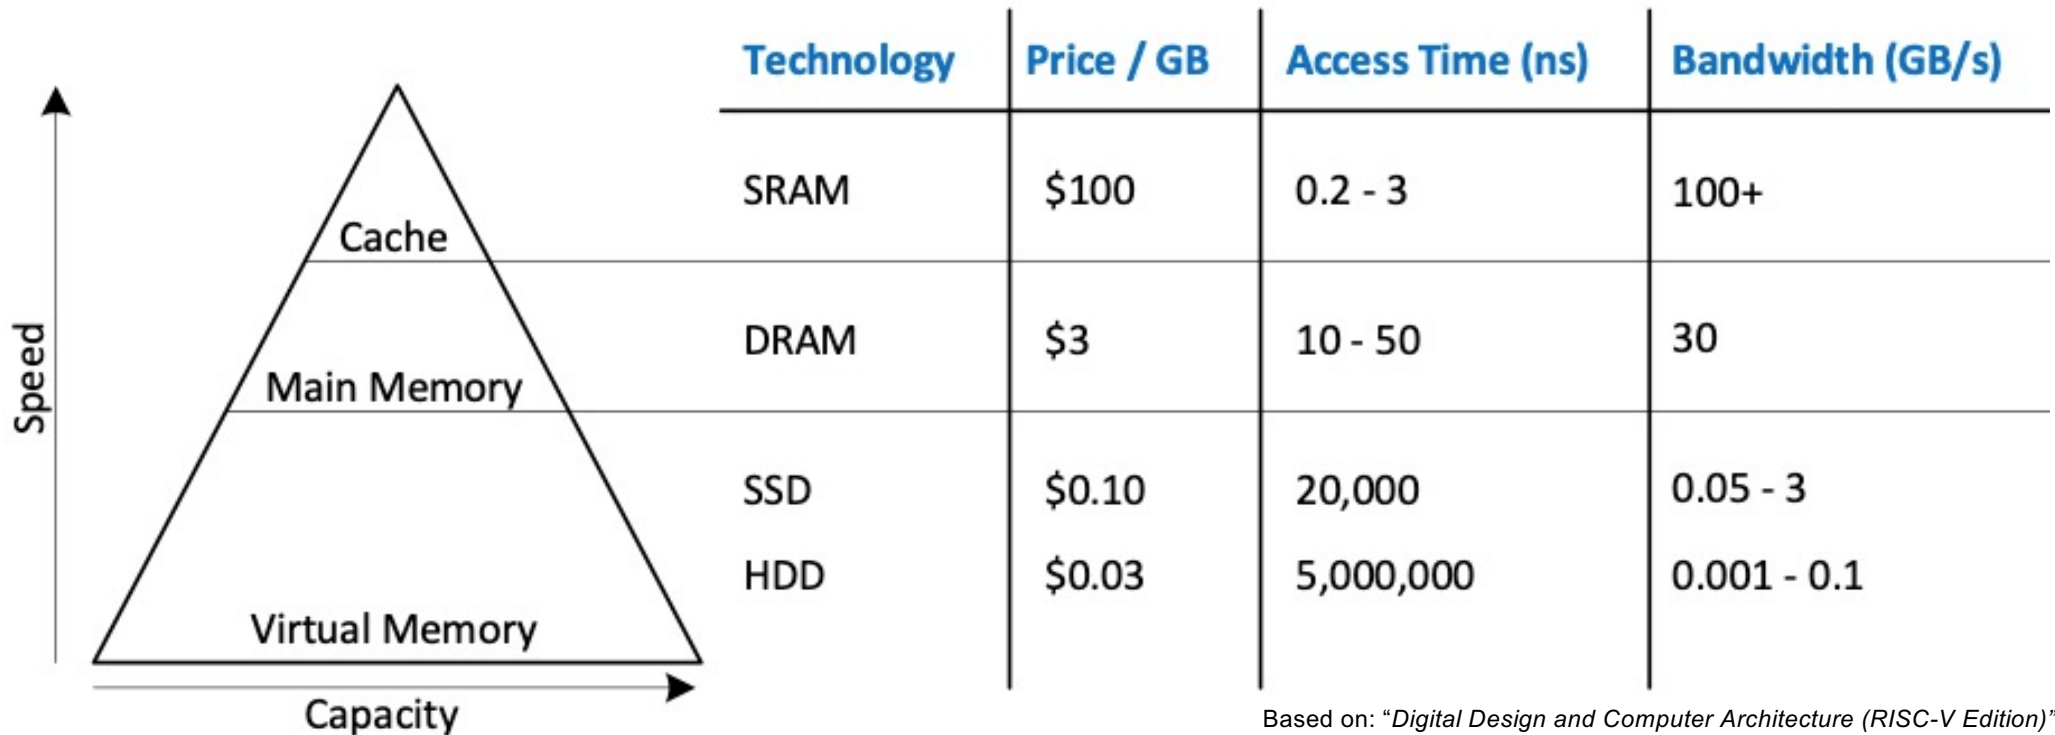 Technology Price / GB Access Time (ns) Bandwidth (GB/s)
SRAM $100 0.2 - 3 100+
Cache
DRAM $3 10 - 50 30
Main Memory
SSD $0.10 20,000 0.05 - 3
HDD $0.03 5,000,000 0.001 - 0.1
Virtual Memory
Speed
Capacity
Based on: “Digital Design and Computer Architecture (RISC-V Edition)”